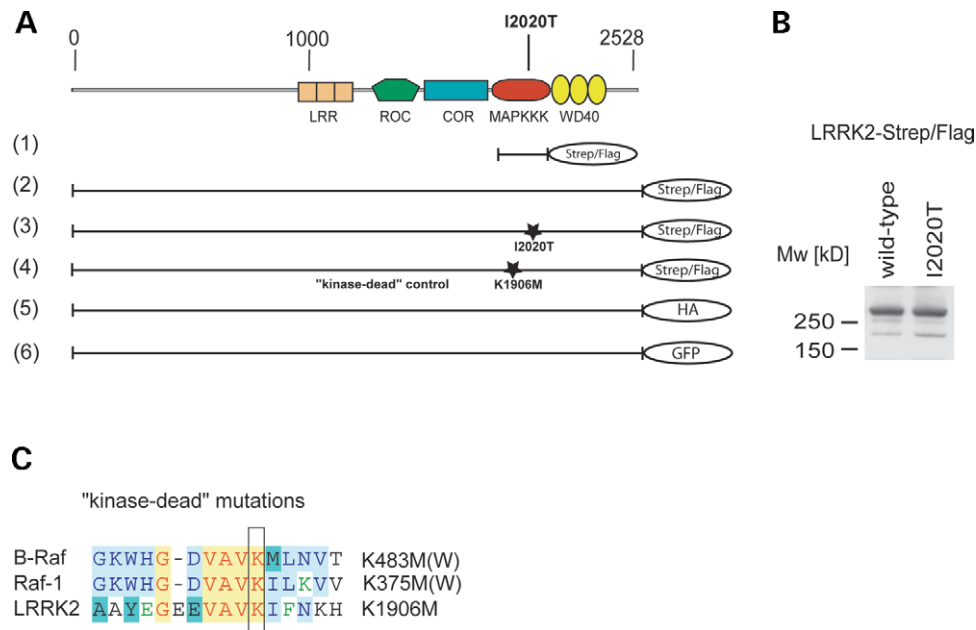 A
I2020T
0 1000 2528
LRR ROC COR MAPKKK WD40
(1) Strep/Flag
(2) Strep/Flag
(3) I2020T Strep/Flag
(4) "kinase-dead" control K1906M Strep/Flag
(5) HA
(6) GFP
B
LRRK2-Strep/Flag
Mw [kD] wild-type I2020T
250
150
C
"kinase-dead" mutations
B-Raf GKWHG-DVAVKMLNVT K483M(W)
Raf-1 GKWHG-DVAVKILKVV K375M(W)
LRRK2 AAYEGEEVAVKIFNKH K1906M